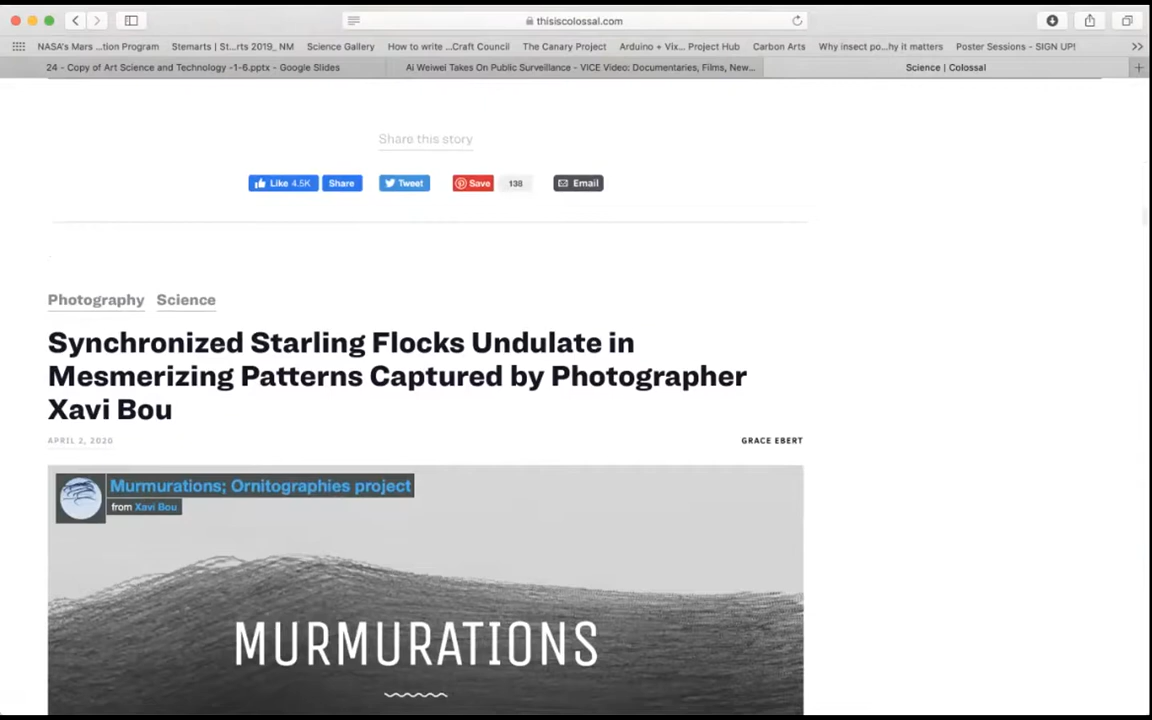 thisiscolossal.com
NASA's Mars ...tion Program
Stemarts | St...rts 2019_ NM
Science Gallery
How to write ...Craft Council
The Canary Project
Arduino + Vix... Project Hub
Carbon Arts
Why insect po...hy it matters
Poster Sessions - SIGN UP!
24 - Copy of Art Science and Technology -1-6.pptx - Google Slides
Ai Weiwei Takes On Public Surveillance - VICE Video: Documentaries, Films, New...
Science | Colossal
Share this story
Like 4.5K
Share
Tweet
Save
138
Email
Photography Science
Synchronized Starling Flocks Undulate in
Mesmerizing Patterns Captured by Photographer
Xavi Bou
APRIL 2, 2020
GRACE EBERT
Murmurations; Ornitographies project
from Xavi Bou
MURMURATIONS